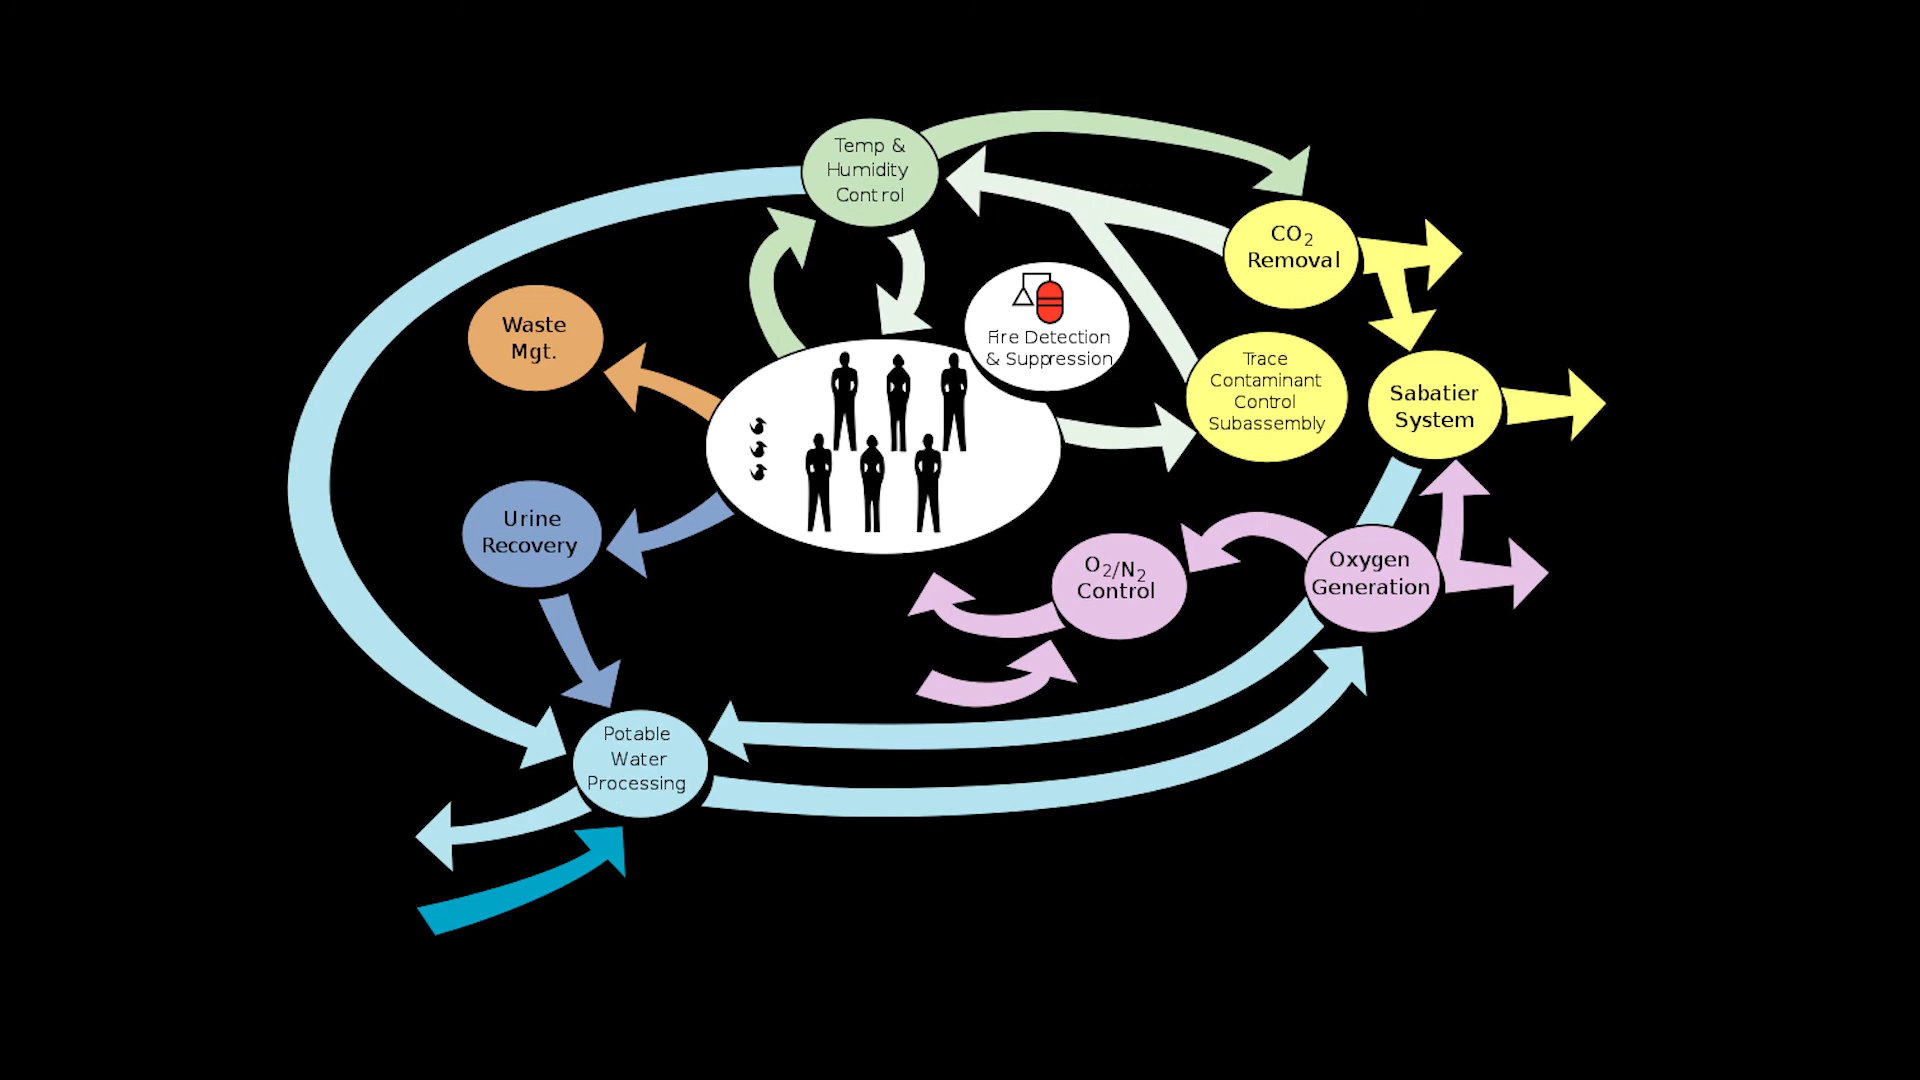 Temp &
Humidity
Control
CO₂
Removal
Waste
Mgt.
Fire Detection
& Suppression
Trace
Contaminant
Control
Subassembly
Sabatier
System
Urine
Recovery
O₂/N₂
Control
Oxygen
Generation
Potable
Water
Processing